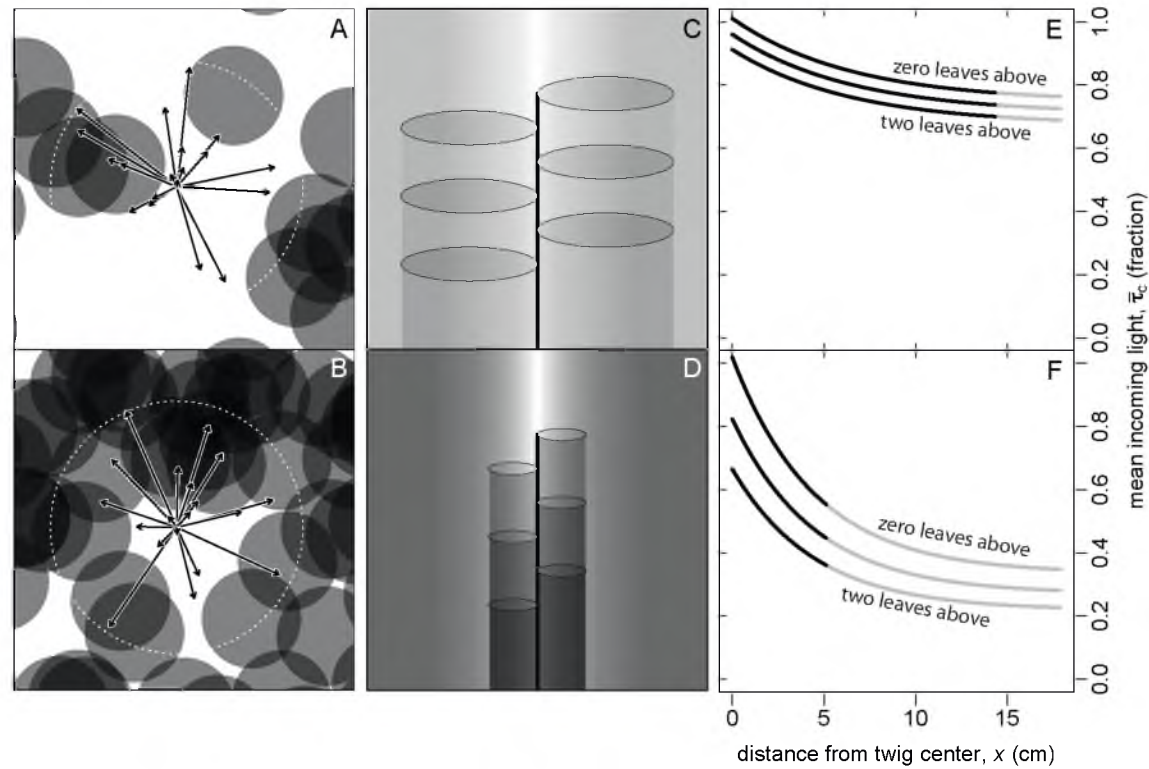 A
B
C
D
E
zero leaves above
two leaves above
0.0
0.2
0.4
0.6
0.8
1.0
F
zero leaves above
two leaves above
0.0
0.2
0.4
0.6
0.8
mean incoming light, τ̄c (fraction)
0
5
10
15
distance from twig center, x (cm)